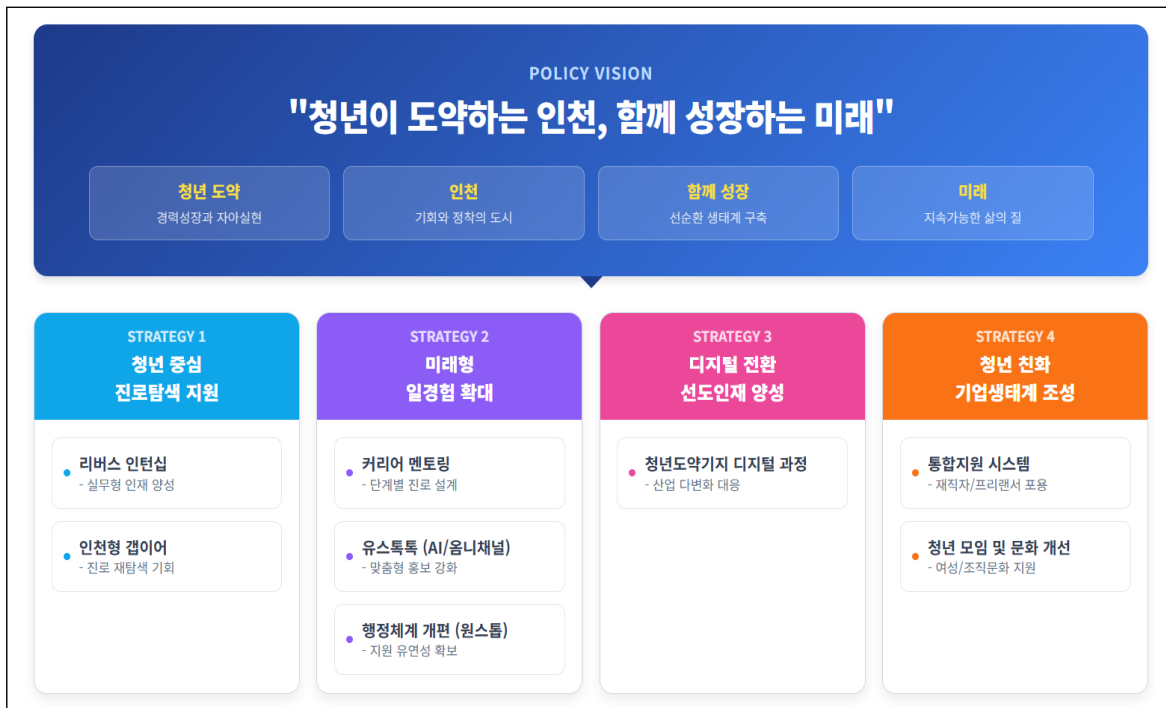 POLICY VISION
"청년이 도약하는 인천, 함께 성장하는 미래"
청년 도약
경력성장과 자아실현
인천
기회와 정착의 도시
함께 성장
선순환 생태계 구축
미래
지속가능한 삶의 질
STRATEGY 1
청년 중심
진로탐색 지원
리버스 인턴십
- 실무형 인재 양성
인천형 갭이어
- 진로 재탐색 기회
STRATEGY 2
미래형
일경험 확대
커리어 멘토링
- 단계별 진로 설계
유스톡톡 (AI/옴니채널)
- 맞춤형 홍보 강화
행정체계 개편 (원스톱)
- 지원 유연성 확보
STRATEGY 3
디지털 전환
선도인재 양성
청년도약기지 디지털 과정
- 산업 다변화 대응
STRATEGY 4
청년 친화
기업생태계 조성
통합지원 시스템
- 재직자/프리랜서 포용
청년 모임 및 문화 개선
- 여성/조직문화 지원